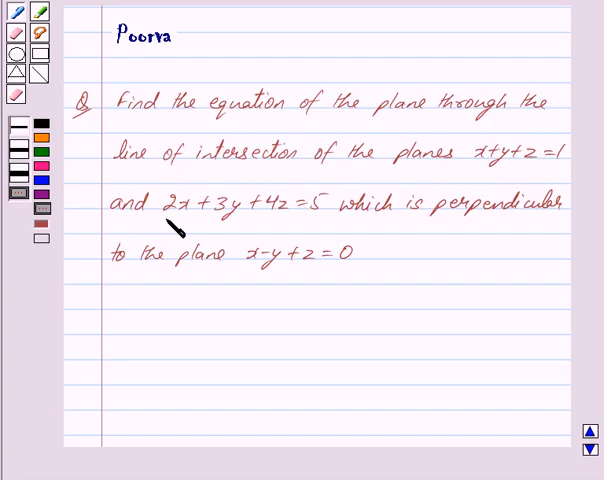 Poorva
Q Find the equation of the plane through the
line of intersection of the planes x+y+z=1
and 2x+3y+4z=5 which is perpendicular
to the plane x-y+z=0